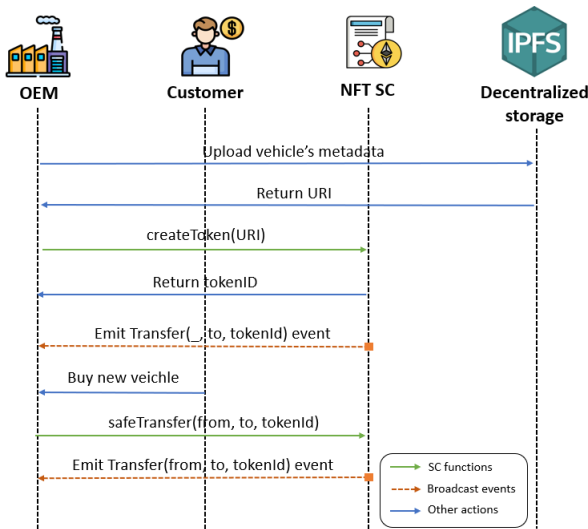 IPFS
OEM
Customer
NFT SC
Decentralized
storage
Upload vehicle's metadata
Return URI
createToken(URI)
Return tokenID
Emit Transfer(_, to, tokenId) event
Buy new veichle
safeTransfer(from, to, tokenId)
Emit Transfer(from, to, tokenId) event
SC functions
Broadcast events
Other actions